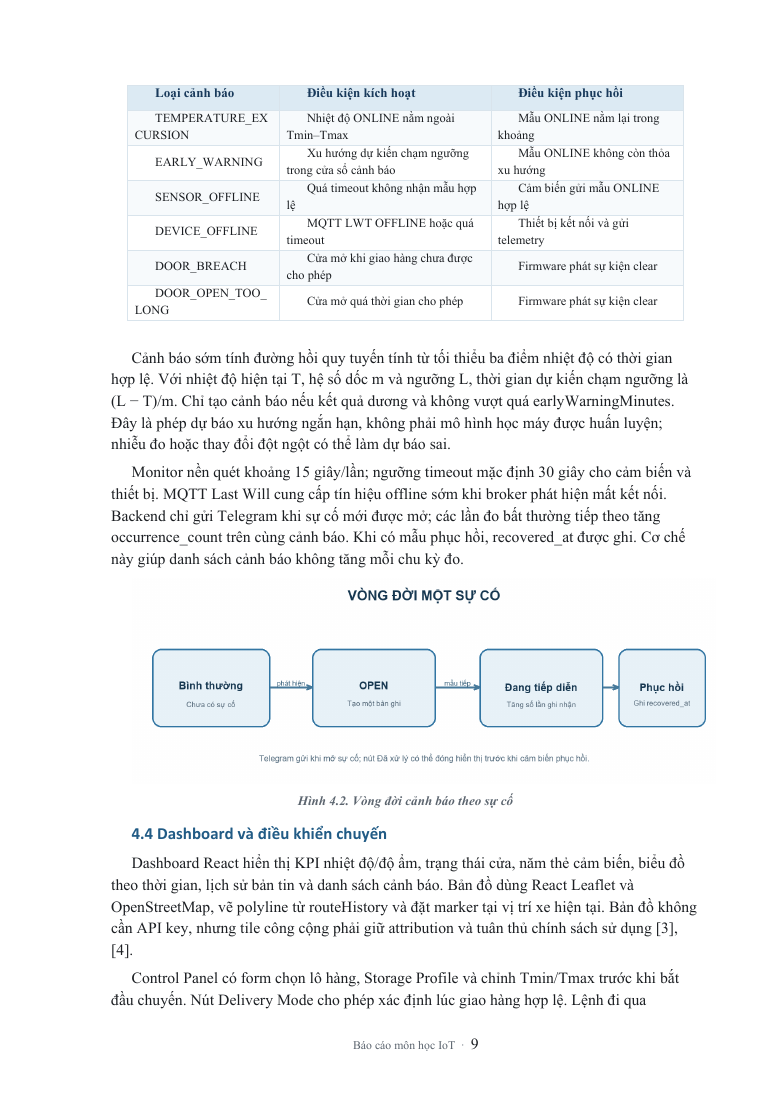 Loại cảnh báo Điều kiện kích hoạt Điều kiện phục hồi
TEMPERATURE_EX Nhiệt độ ONLINE nằm ngoài Mẫu ONLINE nằm lại trong
CURSION Tmin–Tmax khoảng
EARLY_WARNING Xu hướng dự kiến chạm ngưỡng Mẫu ONLINE không còn thỏa
trong cửa sổ cảnh báo xu hướng
SENSOR_OFFLINE Quá timeout không nhận mẫu hợp Cảm biến gửi mẫu ONLINE
lệ hợp lệ
DEVICE_OFFLINE MQTT LWT OFFLINE hoặc quá Thiết bị kết nối và gửi
timeout telemetry
DOOR_BREACH Cửa mở khi giao hàng chưa được Firmware phát sự kiện clear
cho phép
DOOR_OPEN_TOO_ Cửa mở quá thời gian cho phép Firmware phát sự kiện clear
LONG
Cảnh báo sớm tính đường hồi quy tuyến tính từ tối thiểu ba điểm nhiệt độ có thời gian
hợp lệ. Với nhiệt độ hiện tại T, hệ số dốc m và ngưỡng L, thời gian dự kiến chạm ngưỡng là
(L − T)/m. Chỉ tạo cảnh báo nếu kết quả dương và không vượt quá earlyWarningMinutes.
Đây là phép dự báo xu hướng ngắn hạn, không phải mô hình học máy được huấn luyện;
nhiễu đo hoặc thay đổi đột ngột có thể làm dự báo sai.
Monitor nền quét khoảng 15 giây/lần; ngưỡng timeout mặc định 30 giây cho cảm biến và
thiết bị. MQTT Last Will cung cấp tín hiệu offline sớm khi broker phát hiện mất kết nối.
Backend chỉ gửi Telegram khi sự cố mới được mở; các lần đo bất thường tiếp theo tăng
occurrence_count trên cùng cảnh báo. Khi có mẫu phục hồi, recovered_at được ghi. Cơ chế
này giúp danh sách cảnh báo không tăng mỗi chu kỳ đo.
VÒNG ĐỜI MỘT SỰ CỐ
Bình thường phát hiện OPEN mẫu tiếp Đang tiếp diễn Phục hồi
Chưa có sự cố Tạo một bản ghi Tăng số lần ghi nhận Ghi recovered_at
Telegram gửi khi mở sự cố; nút Đã xử lý có thể đóng hiển thị trước khi cảm biến phục hồi.
Hình 4.2. Vòng đời cảnh báo theo sự cố
4.4 Dashboard và điều khiển chuyến
Dashboard React hiển thị KPI nhiệt độ/độ ẩm, trạng thái cửa, năm thẻ cảm biến, biểu đồ
theo thời gian, lịch sử bản tin và danh sách cảnh báo. Bản đồ dùng React Leaflet và
OpenStreetMap, vẽ polyline từ routeHistory và đặt marker tại vị trí xe hiện tại. Bản đồ không
cần API key, nhưng tile công cộng phải giữ attribution và tuân thủ chính sách sử dụng [3],
[4].
Control Panel có form chọn lô hàng, Storage Profile và chỉnh Tmin/Tmax trước khi bắt
đầu chuyến. Nút Delivery Mode cho phép xác định lúc giao hàng hợp lệ. Lệnh đi qua
Báo cáo môn học IoT · 9